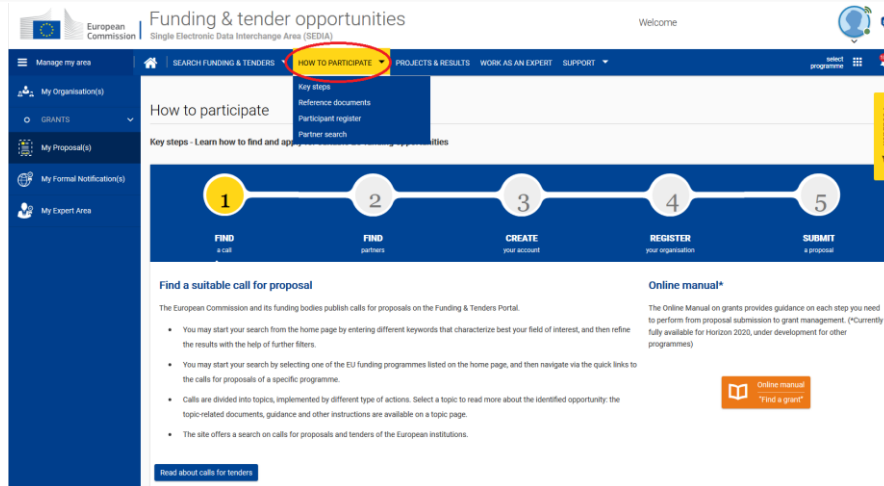 European
Commission
Funding & tender opportunities
Single Electronic Data Interchange Area (SEDIA)
Welcome
Manage my area
SEARCH FUNDING & TENDERS
HOW TO PARTICIPATE
PROJECTS & RESULTS
WORK AS AN EXPERT
SUPPORT
select
programme
My Organisation(s)
GRANTS
My Proposal(s)
My Formal Notification(s)
My Expert Area
Key steps
Reference documents
Participant register
Partner search
How to participate
Key steps - Learn how to find and
1
2
3
4
5
FIND
a call
FIND
partners
CREATE
your account
REGISTER
your organisation
SUBMIT
a proposal
Find a suitable call for proposal
The European Commission and its funding bodies publish calls for proposals on the Funding & Tenders Portal.
You may start your search from the home page by entering different keywords that characterize best your field of interest, and then refine
the results with the help of further filters.
You may start your search by selecting one of the EU funding programmes listed on the home page, and then navigate via the quick links to
the calls for proposals of a specific programme.
Calls are divided into topics, implemented by different type of actions. Select a topic to read more about the identified opportunity: the
topic-related documents, guidance and other instructions are available on a topic page.
The site offers a search on calls for proposals and tenders of the European institutions.
Read about calls for tenders
Online manual*
The Online Manual on grants provides guidance on each step you need
to perform from proposal submission to grant management. (*Currently
fully available for Horizon 2020, under development for other
programmes)
Online manual
"Find a grant"